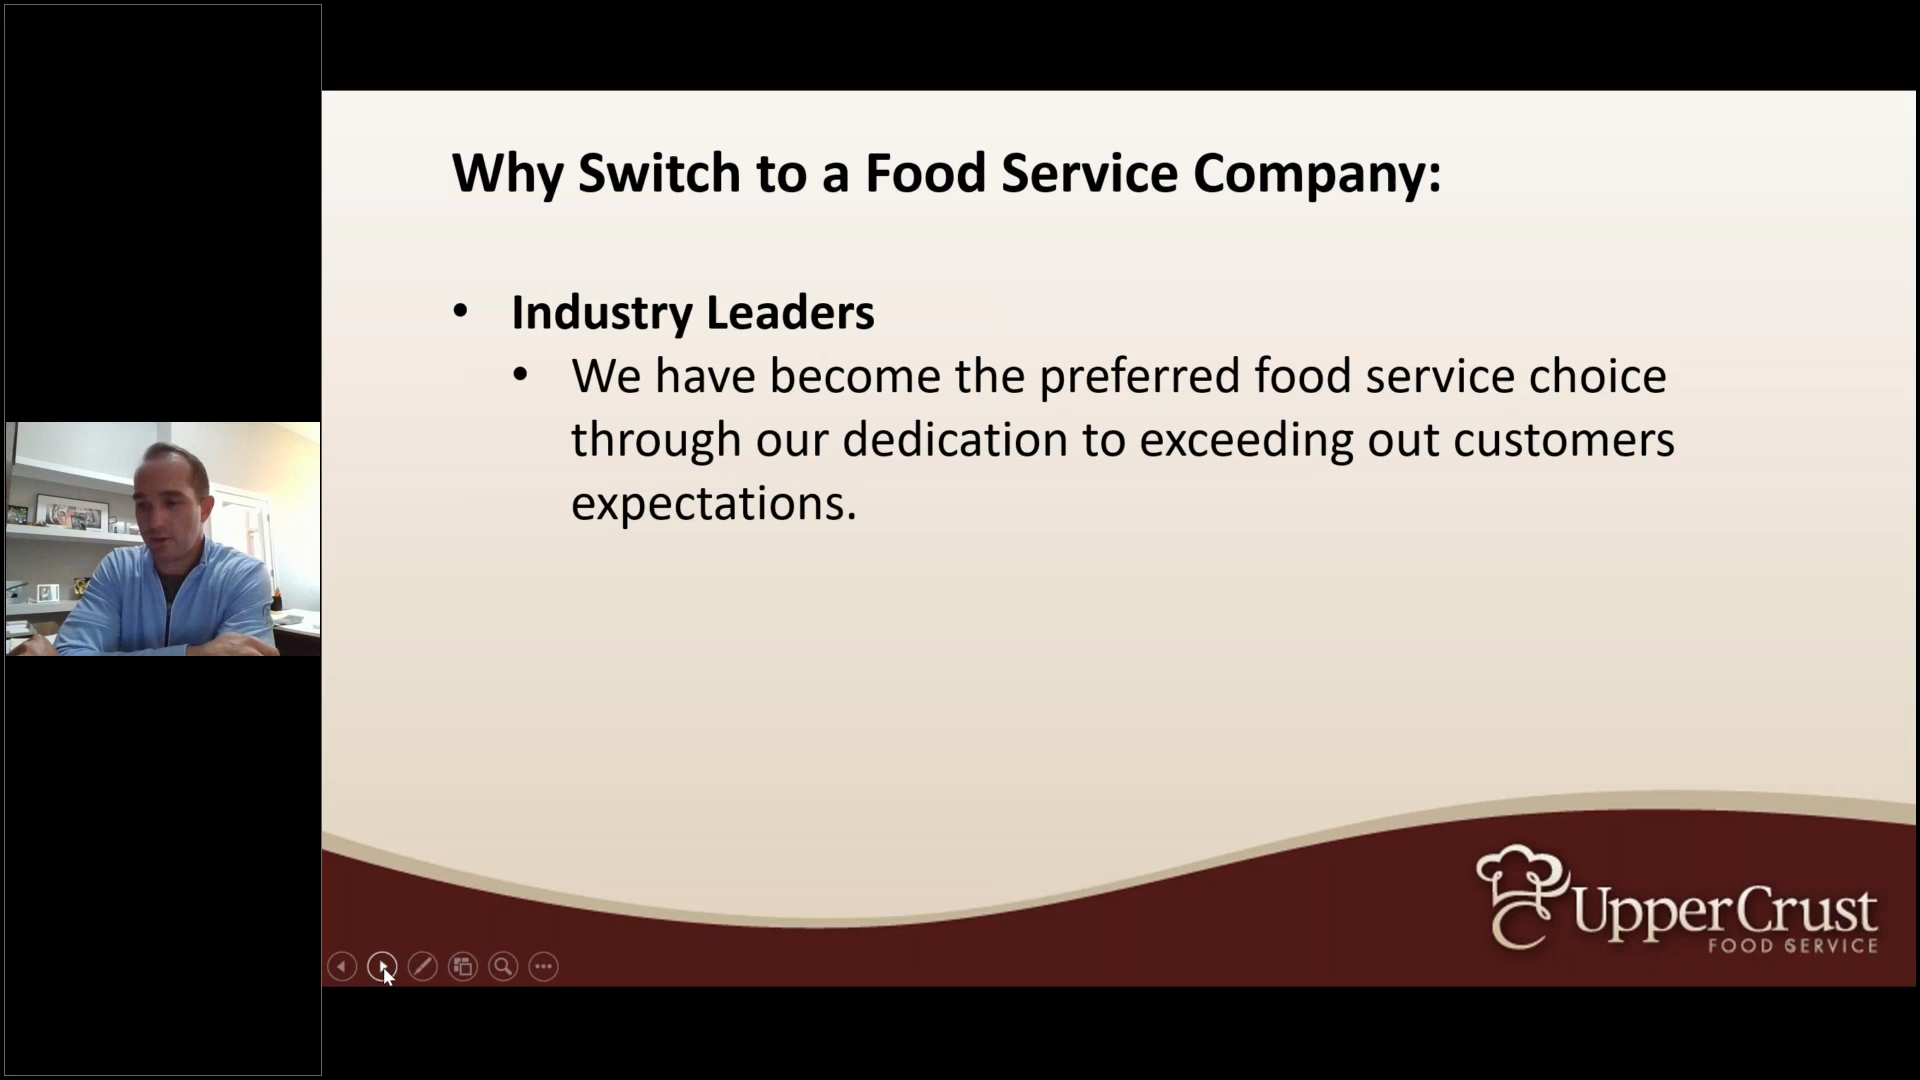 Why Switch to a Food Service Company:
• Industry Leaders
• We have become the preferred food service choice
through our dedication to exceeding out customers
expectations.
UpperCrust
FOOD SERVICE